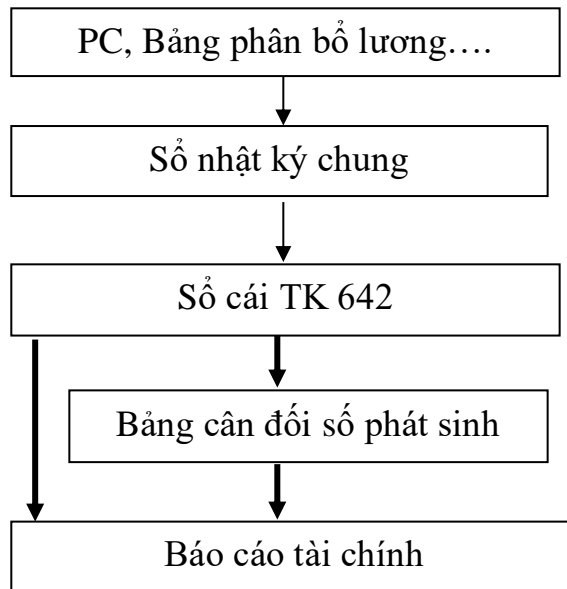 PC, Bảng phân bổ lương….
Sổ nhật ký chung
Sổ cái TK 642
Bảng cân đối số phát sinh
Báo cáo tài chính